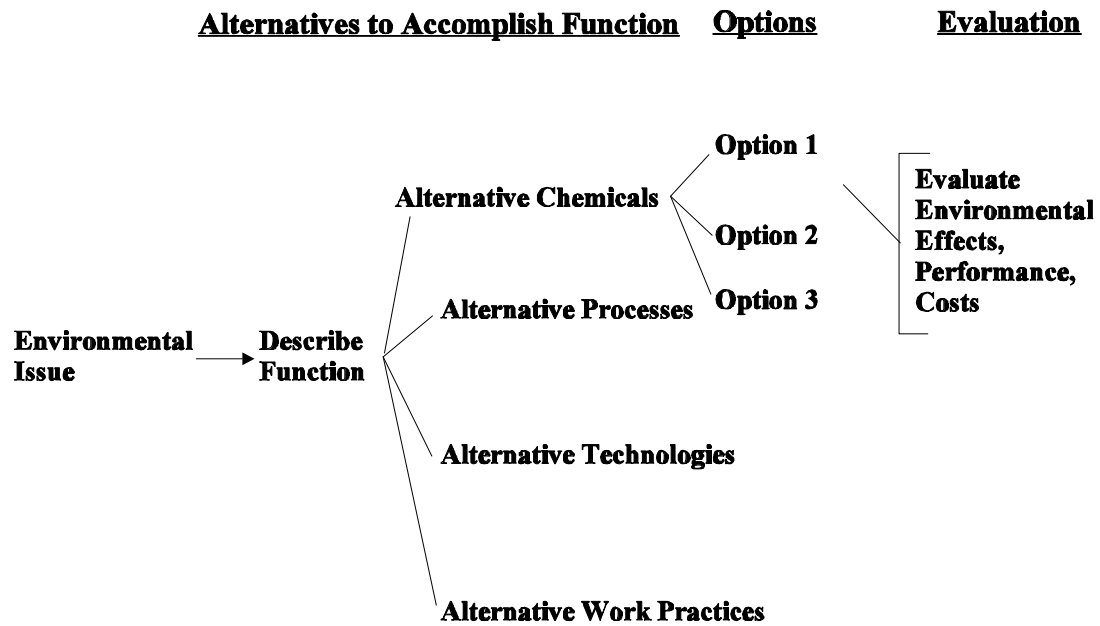 Alternatives to Accomplish Function
Options
Evaluation
Environmental
Issue
Describe
Function
Alternative Chemicals
Alternative Processes
Alternative Technologies
Alternative Work Practices
Option 1
Option 2
Option 3
Evaluate
Environmental
Effects,
Performance,
Costs